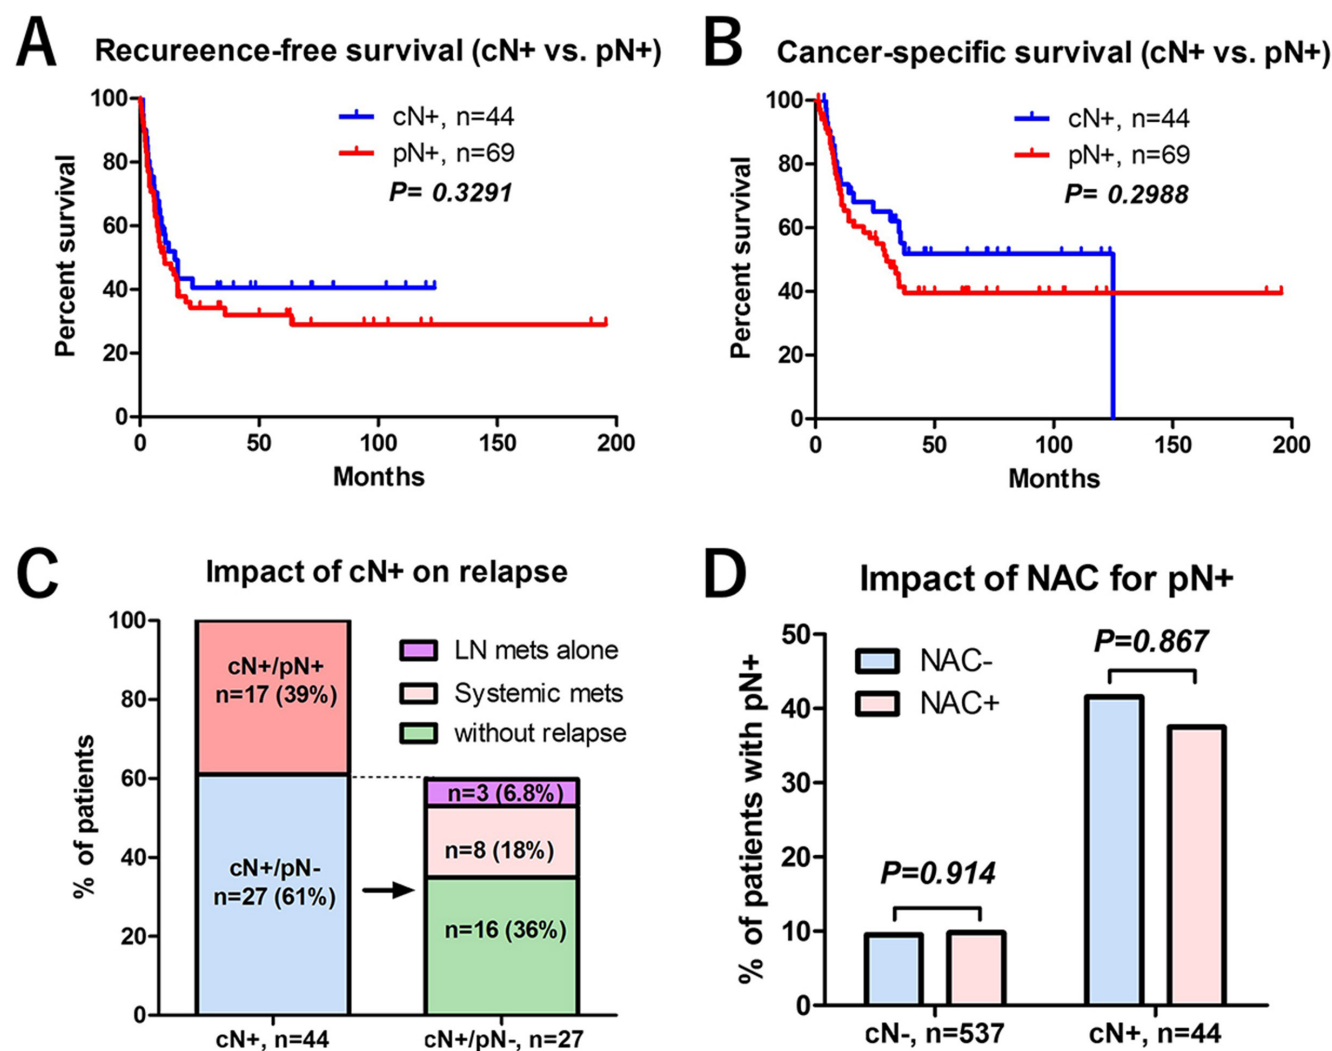 A
Recureence-free survival (cN+ vs. pN+)
Percent survival
100
80
60
40
20
0
cN+, n=44
pN+, n=69
P= 0.3291
0 50 100 150 200
Months
B
Cancer-specific survival (cN+ vs. pN+)
Percent survival
100
80
60
40
20
0
cN+, n=44
pN+, n=69
P= 0.2988
0 50 100 150 200
Months
C
Impact of cN+ on relapse
% of patients
100
80
60
40
20
0
cN+/pN+
n=17 (39%)
cN+/pN-
n=27 (61%)
LN mets alone
Systemic mets
without relapse
n=3 (6.8%)
n=8 (18%)
n=16 (36%)
cN+, n=44
cN+/pN-, n=27
D
Impact of NAC for pN+
% of patients with pN+
50
40
30
20
10
0
NAC-
NAC+
P=0.914
P=0.867
cN-, n=537
cN+, n=44